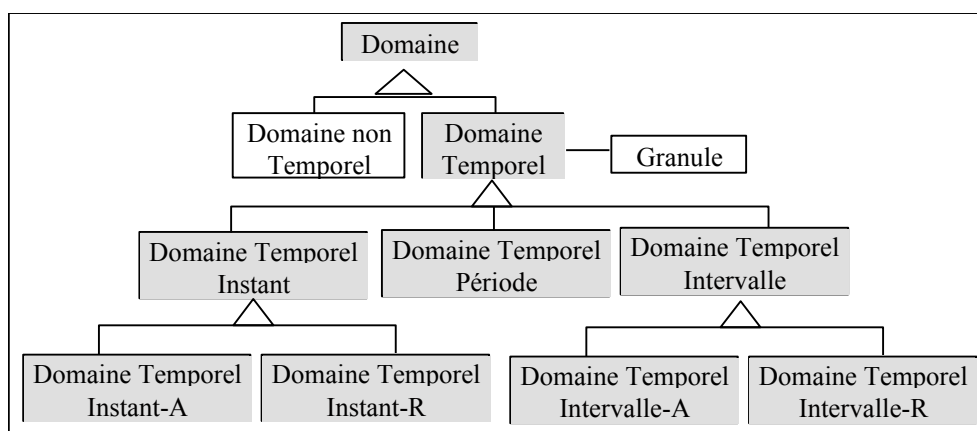 Domaine
Domaine non
Temporel
Domaine
Temporel
Granule
Domaine Temporel
Instant
Domaine Temporel
Période
Domaine Temporel
Intervalle
Domaine Temporel
Instant-A
Domaine Temporel
Instant-R
Domaine Temporel
Intervalle-A
Domaine Temporel
Intervalle-R